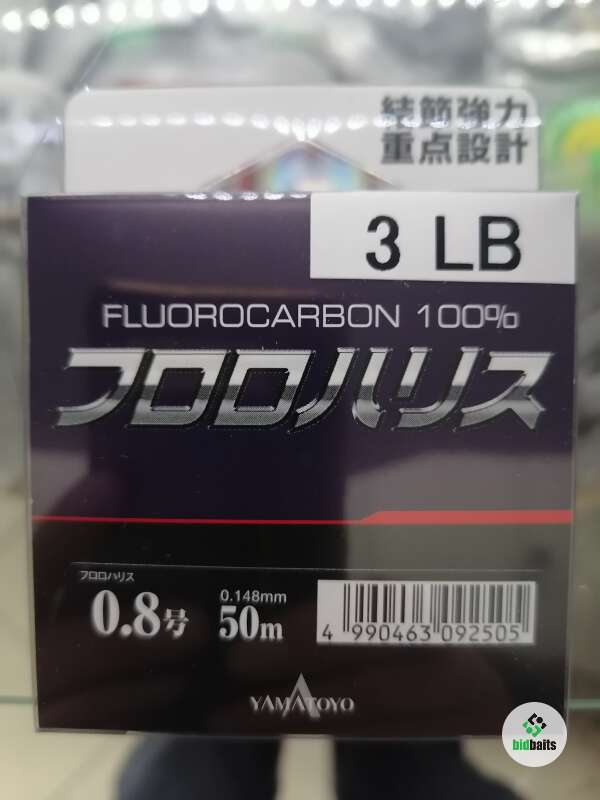 結節強力
重点設計
3 LB
FLUOROCARBON 100%
フロロハリス
フロロハリス
0.8号
0.148mm
50m
4 990463 092505
YAMATOYO
bidbaits